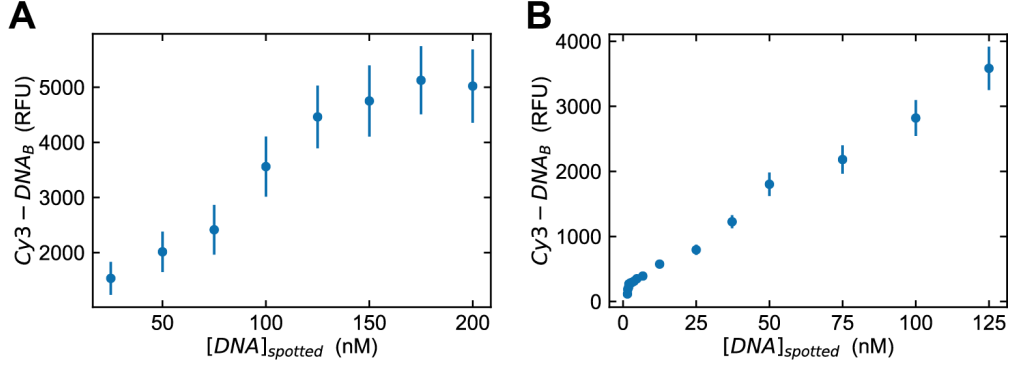 A
Cy3 − DNA_B (RFU)
5000
4000
3000
2000
50 100 150 200
[DNA]_spotted (nM)
B
Cy3 − DNA_B (RFU)
4000
3000
2000
1000
0
0 25 50 75 100 125
[DNA]_spotted (nM)